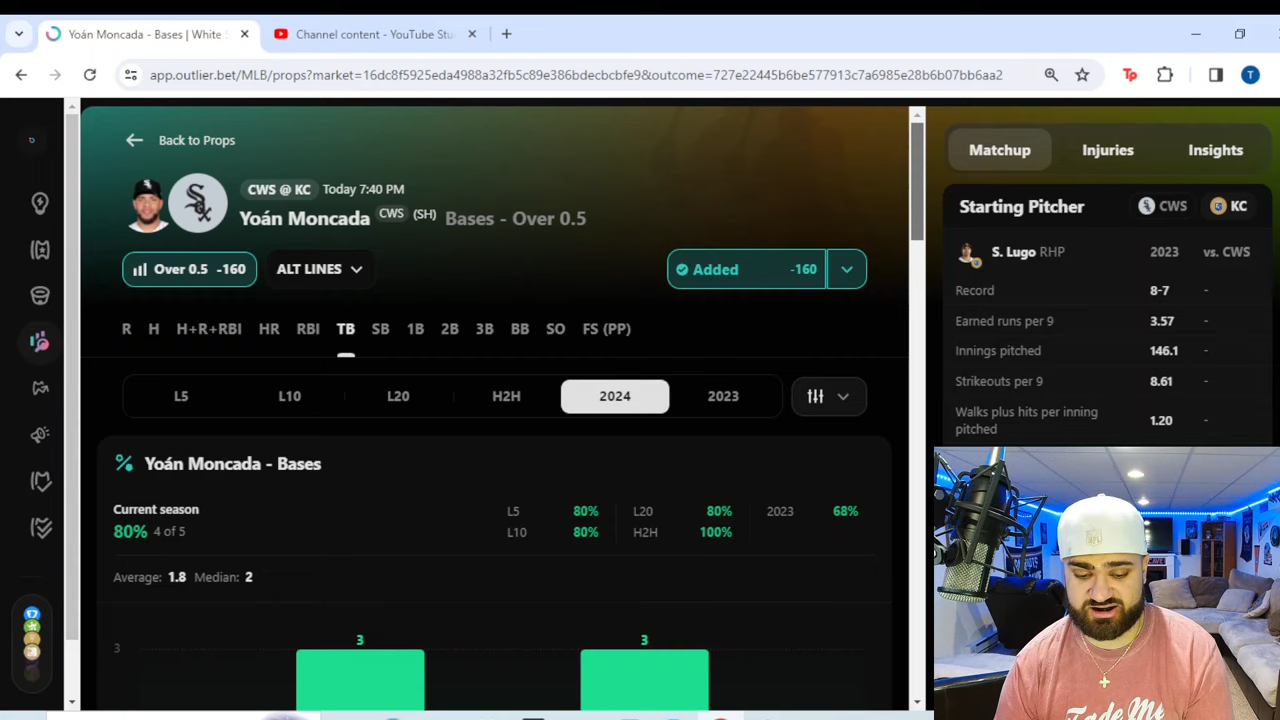 Yoán Moncada - Bases | White S
Channel content - YouTube Stu
app.outlier.bet/MLB/props?market=16dc8f5925eda4988a32fb5c89e386bdecbcbfe9&outcome=727e22445b6be577913c7a6985e28b6b07bb6aa2
Tp
T
Back to Props
CWS @ KC Today 7:40 PM
Yoán Moncada CWS (SH) Bases - Over 0.5
Over 0.5 -160 ALT LINES Added -160
R H H+R+RBI HR RBI TB SB 1B 2B 3B BB SO FS (PP)
L5 L10 L20 H2H 2024 2023
Yoán Moncada - Bases
Current season
80% 4 of 5
L5 80% L20 80% 2023 68%
L10 80% H2H 100%
Average: 1.8 Median: 2
3 3 3
Matchup Injuries Insights
Starting Pitcher CWS KC
S. Lugo RHP 2023 vs. CWS
Record 8-7 -
Earned runs per 9 3.57 -
Innings pitched 146.1 -
Strikeouts per 9 8.61 -
Walks plus hits per inning
pitched 1.20 -
NFL
Fade Me